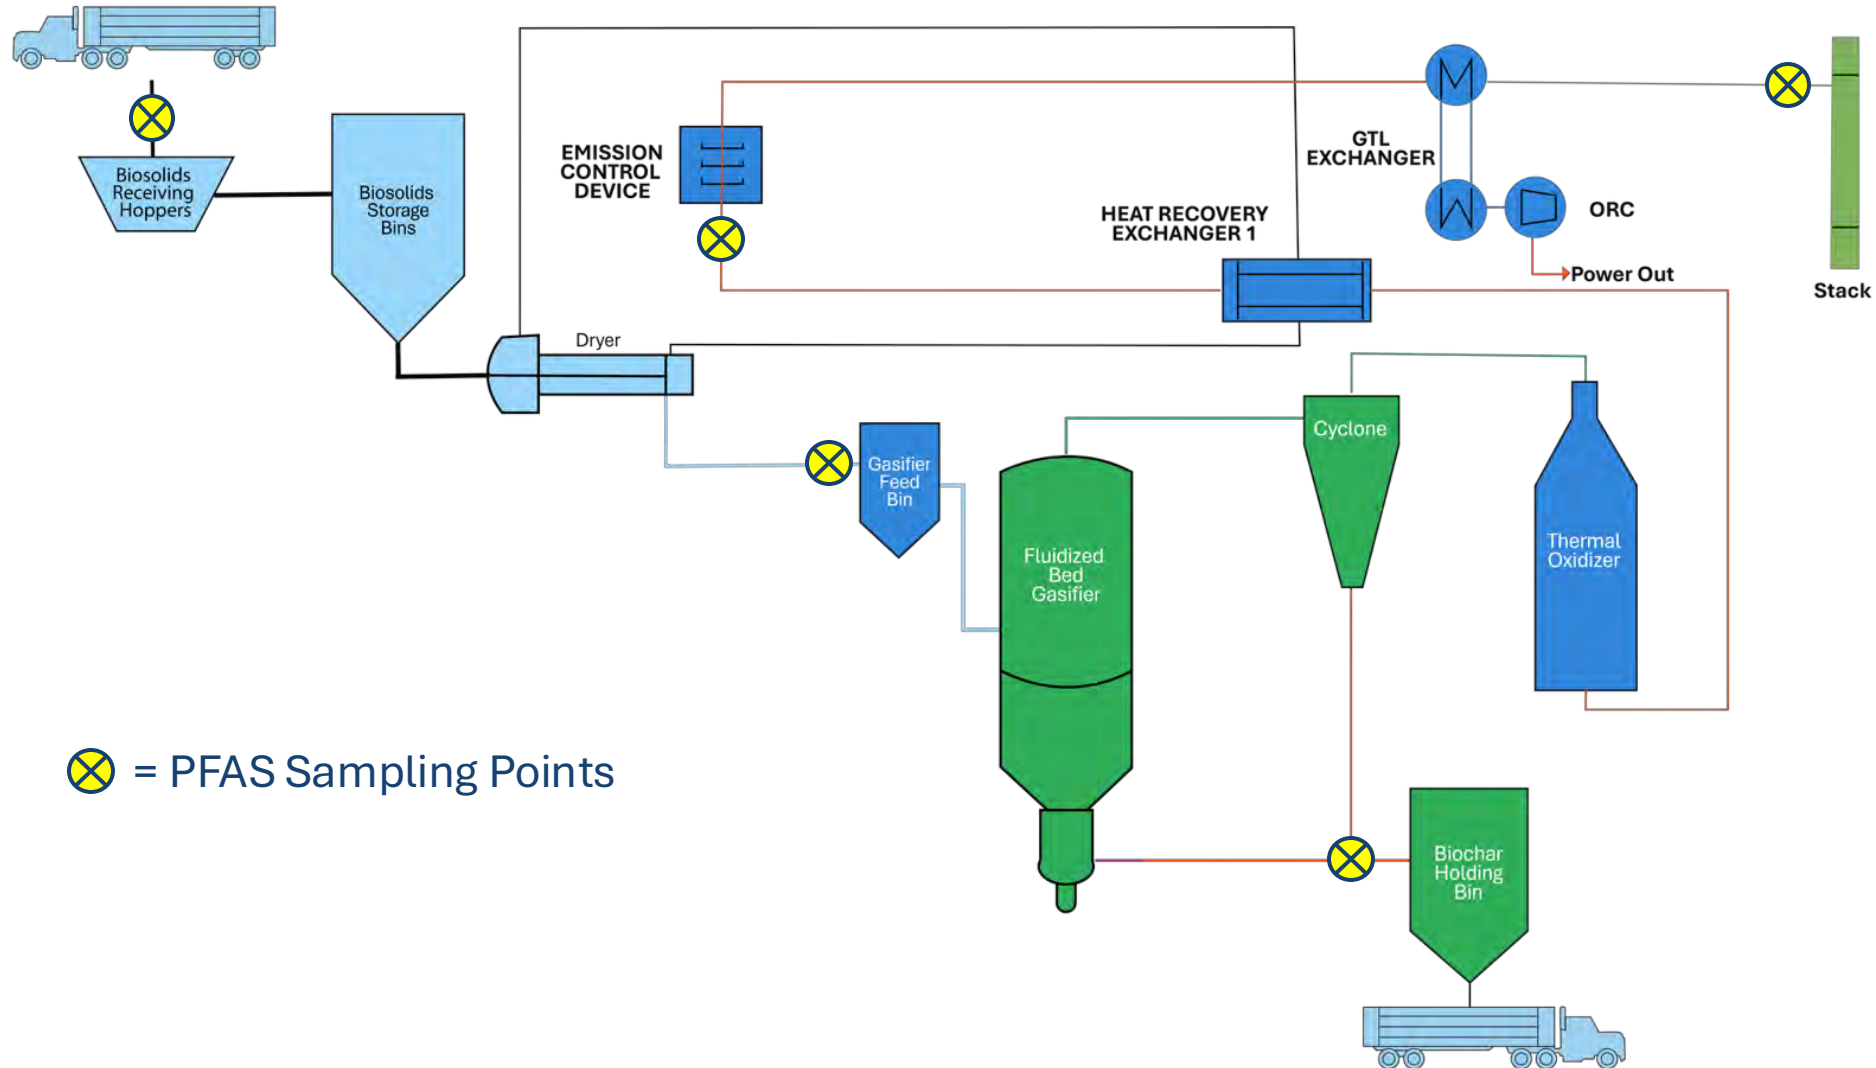 Biosolids
Receiving
Hoppers
Biosolids
Storage
Bins
EMISSION
CONTROL
DEVICE
GTL
EXCHANGER
HEAT RECOVERY
EXCHANGER 1
ORC
Power Out
Stack
Dryer
Gasifier
Feed
Bin
Cyclone
Fluidized
Bed
Gasifier
Thermal
Oxidizer
= PFAS Sampling Points
Biochar
Holding
Bin